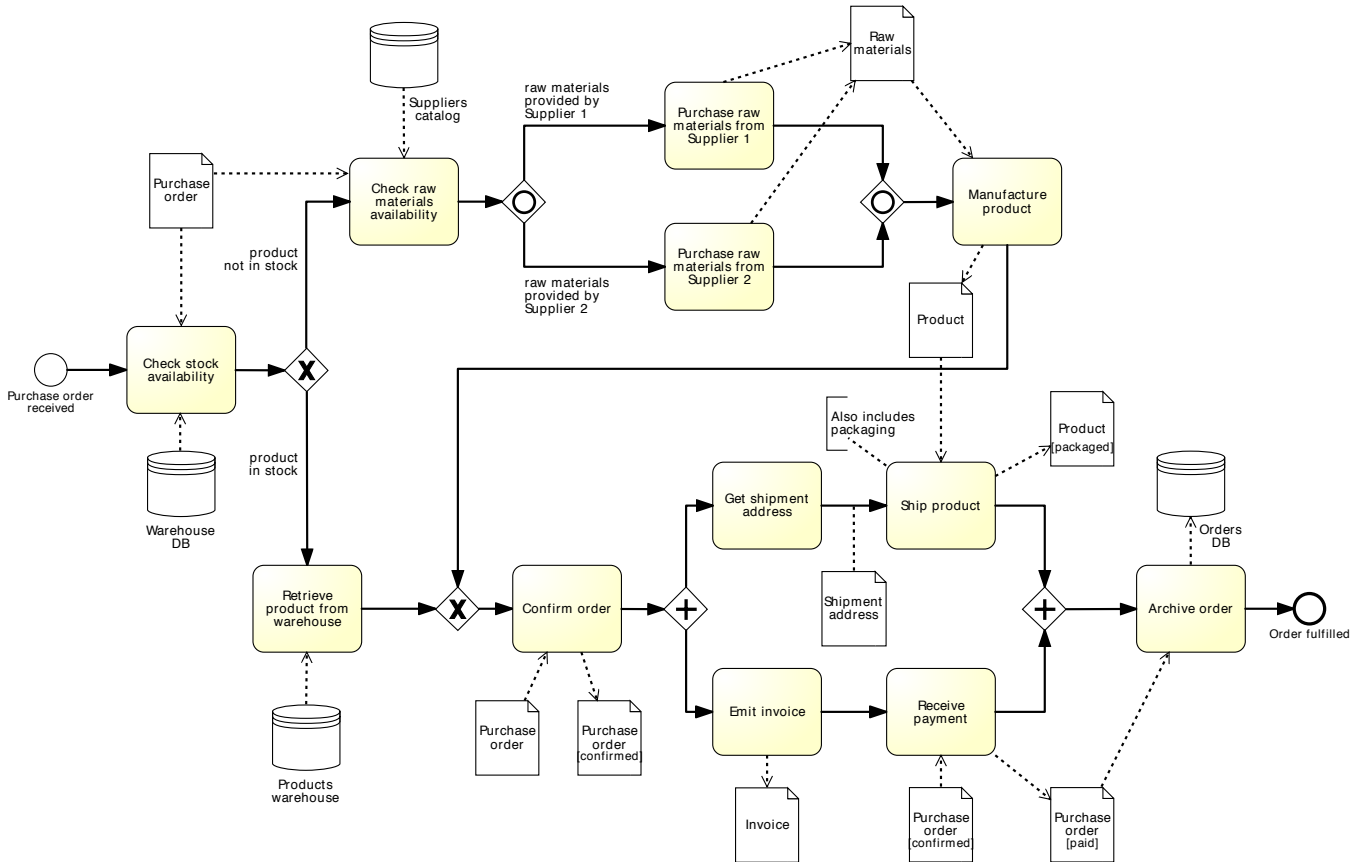 Raw
materials
raw materials
provided by
Supplier 1
Purchase raw
materials from
Supplier 1
Suppliers
catalog
Purchase
order
Check raw
materials
availability
Manufacture
product
product
not in stock
Purchase raw
materials from
Supplier 2
raw materials
provided by
Supplier 2
Product
Check stock
availability
X
Purchase order
received
Also includes
packaging
Product
[packaged]
product
in stock
Warehouse
DB
Get shipment
address
Ship product
Orders
DB
Retrieve
product from
warehouse
X
Confirm order
Shipment
address
Archive order
Order fulfilled
Purchase
order
Purchase
order
[confirmed]
Emit invoice
Receive
payment
Products
warehouse
Invoice
Purchase
order
[confirmed]
Purchase
order
[paid]